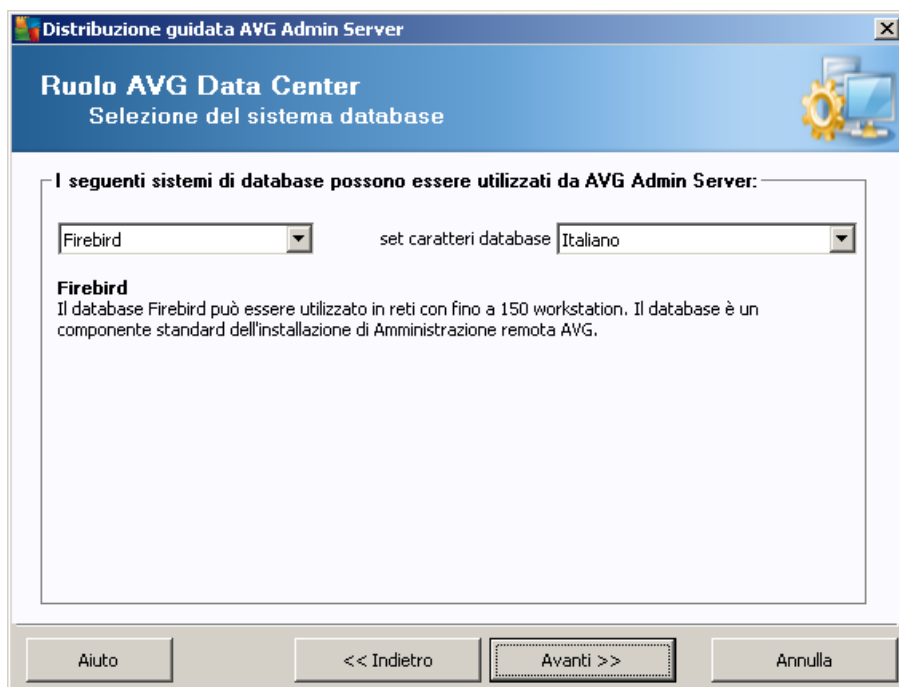 Distribuzione guidata AVG Admin Server
Ruolo AVG Data Center
Selezione del sistema database
I seguenti sistemi di database possono essere utilizzati da AVG Admin Server:
Firebird set caratteri database Italiano
Firebird
Il database Firebird può essere utilizzato in reti con fino a 150 workstation. Il database è un
componente standard dell'installazione di Amministrazione remota AVG.
Aiuto << Indietro Avanti >> Annulla